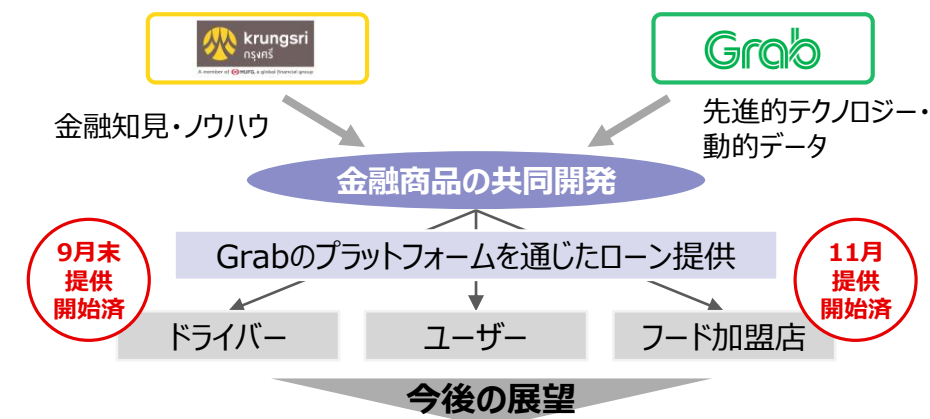 krungsri
กรุงศรี
A member of MUFG, a global financial group
Grab
金融知見・ノウハウ
先進的テクノロジー・
動的データ
金融商品の共同開発
9月末
提供
開始済
Grabのプラットフォームを通じたローン提供
11月
提供
開始済
ドライバー
ユーザー
フード加盟店
今後の展望